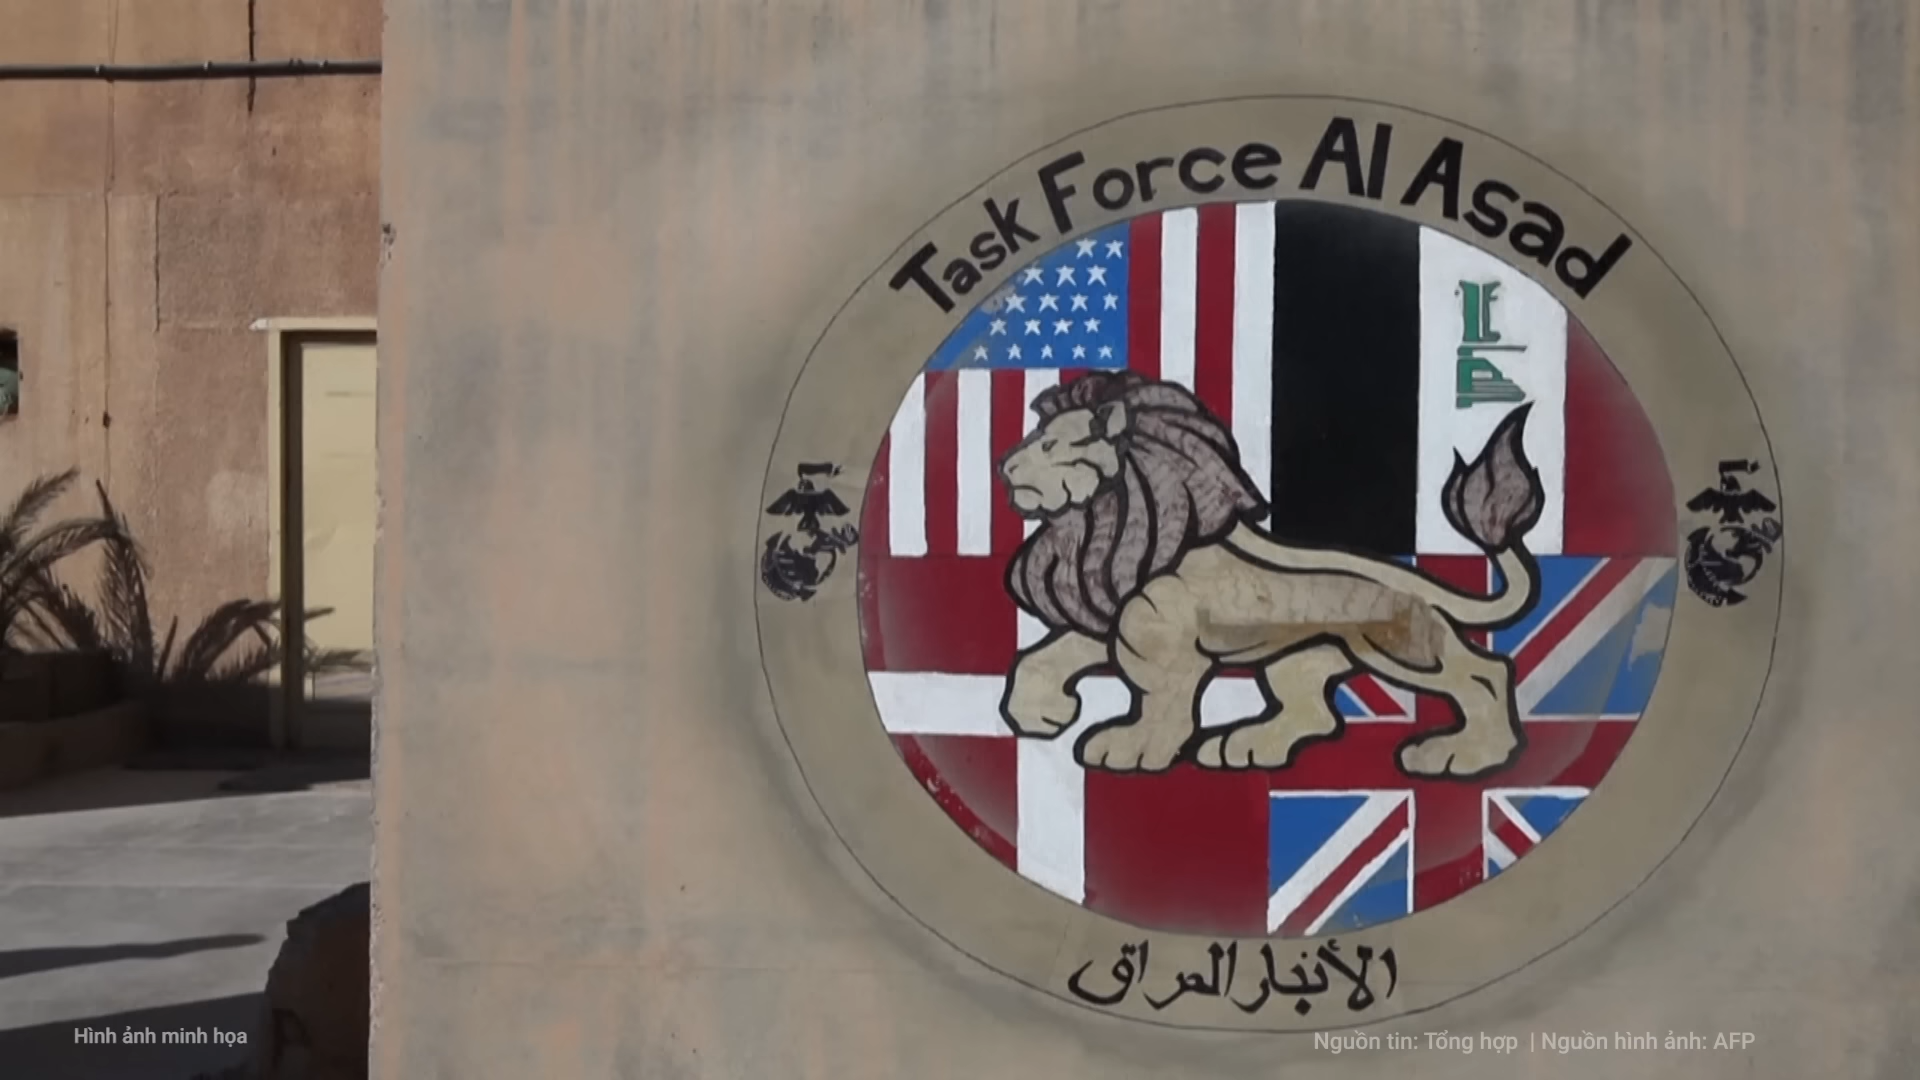 Task Force Al Asad
الأنبار العراق
Hình ảnh minh họa
Nguồn tin: Tổng hợp | Nguồn hình ảnh: AFP